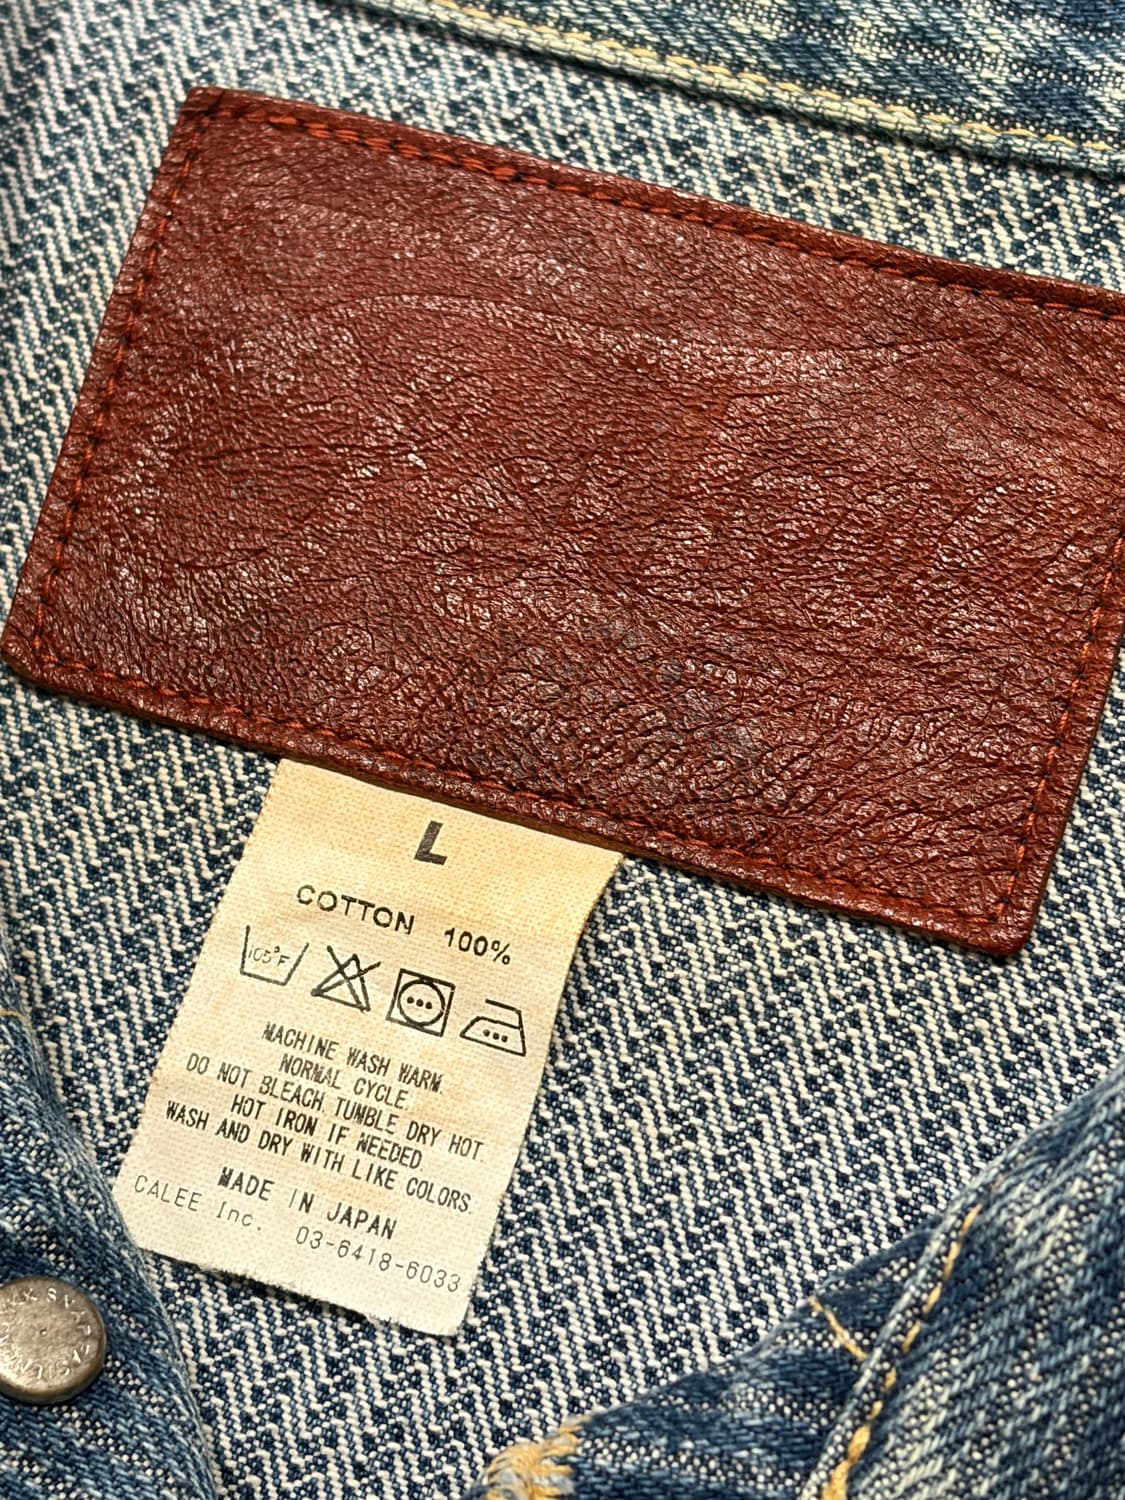 L
COTTON 100%
105°F
MACHINE WASH WARM.
NORMAL CYCLE.
DO NOT BLEACH. TUMBLE DRY HOT.
HOT IRON IF NEEDED.
WASH AND DRY WITH LIKE COLORS.
MADE IN JAPAN
CALEE Inc. 03-6418-6033
SNAP